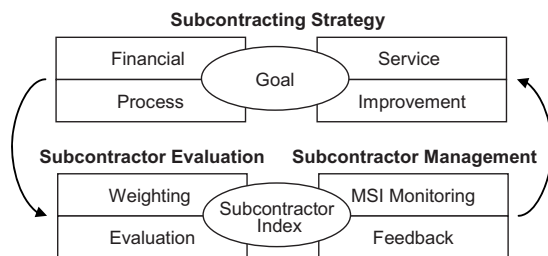 Subcontracting Strategy
Financial
Service
Goal
Process
Improvement
Subcontractor Evaluation
Subcontractor Management
Weighting
MSI Monitoring
Subcontractor
Index
Evaluation
Feedback